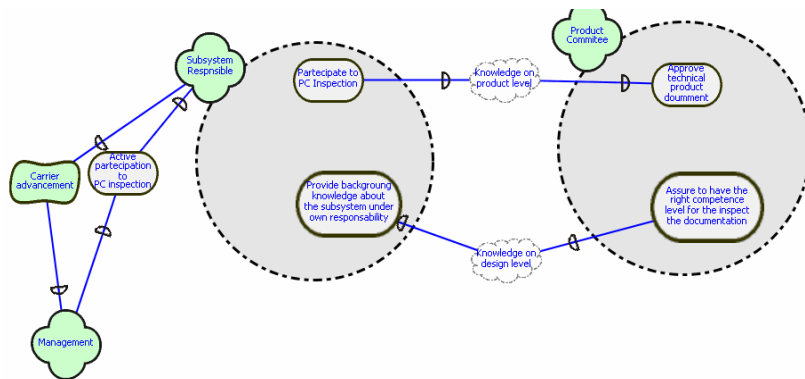 Subsystem
Respnsible
Product
Commitee
Partecipate to
PC Inspection
Knowledge on
product level
Approve
technical
product
doumment
Carrier
advancement
Active
partecipation
to
PC inspection
Provide backgroung
knowledge about
the subsystem under
own responsability
Assure to have the
right competence
level for the inspect
the documentation
Knowledge on
design level
Management